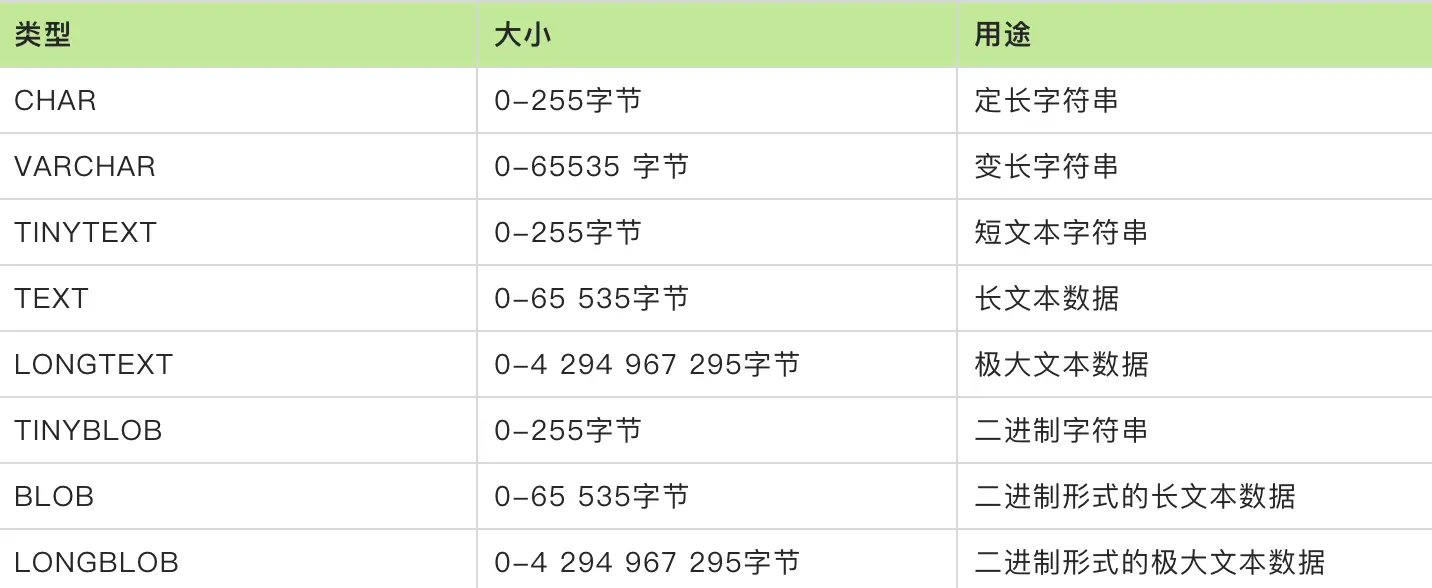 类型 大小 用途
CHAR 0-255字节 定长字符串
VARCHAR 0-65535 字节 变长字符串
TINYTEXT 0-255字节 短文本字符串
TEXT 0-65 535字节 长文本数据
LONGTEXT 0-4 294 967 295字节 极大文本数据
TINYBLOB 0-255字节 二进制字符串
BLOB 0-65 535字节 二进制形式的长文本数据
LONGBLOB 0-4 294 967 295字节 二进制形式的极大文本数据